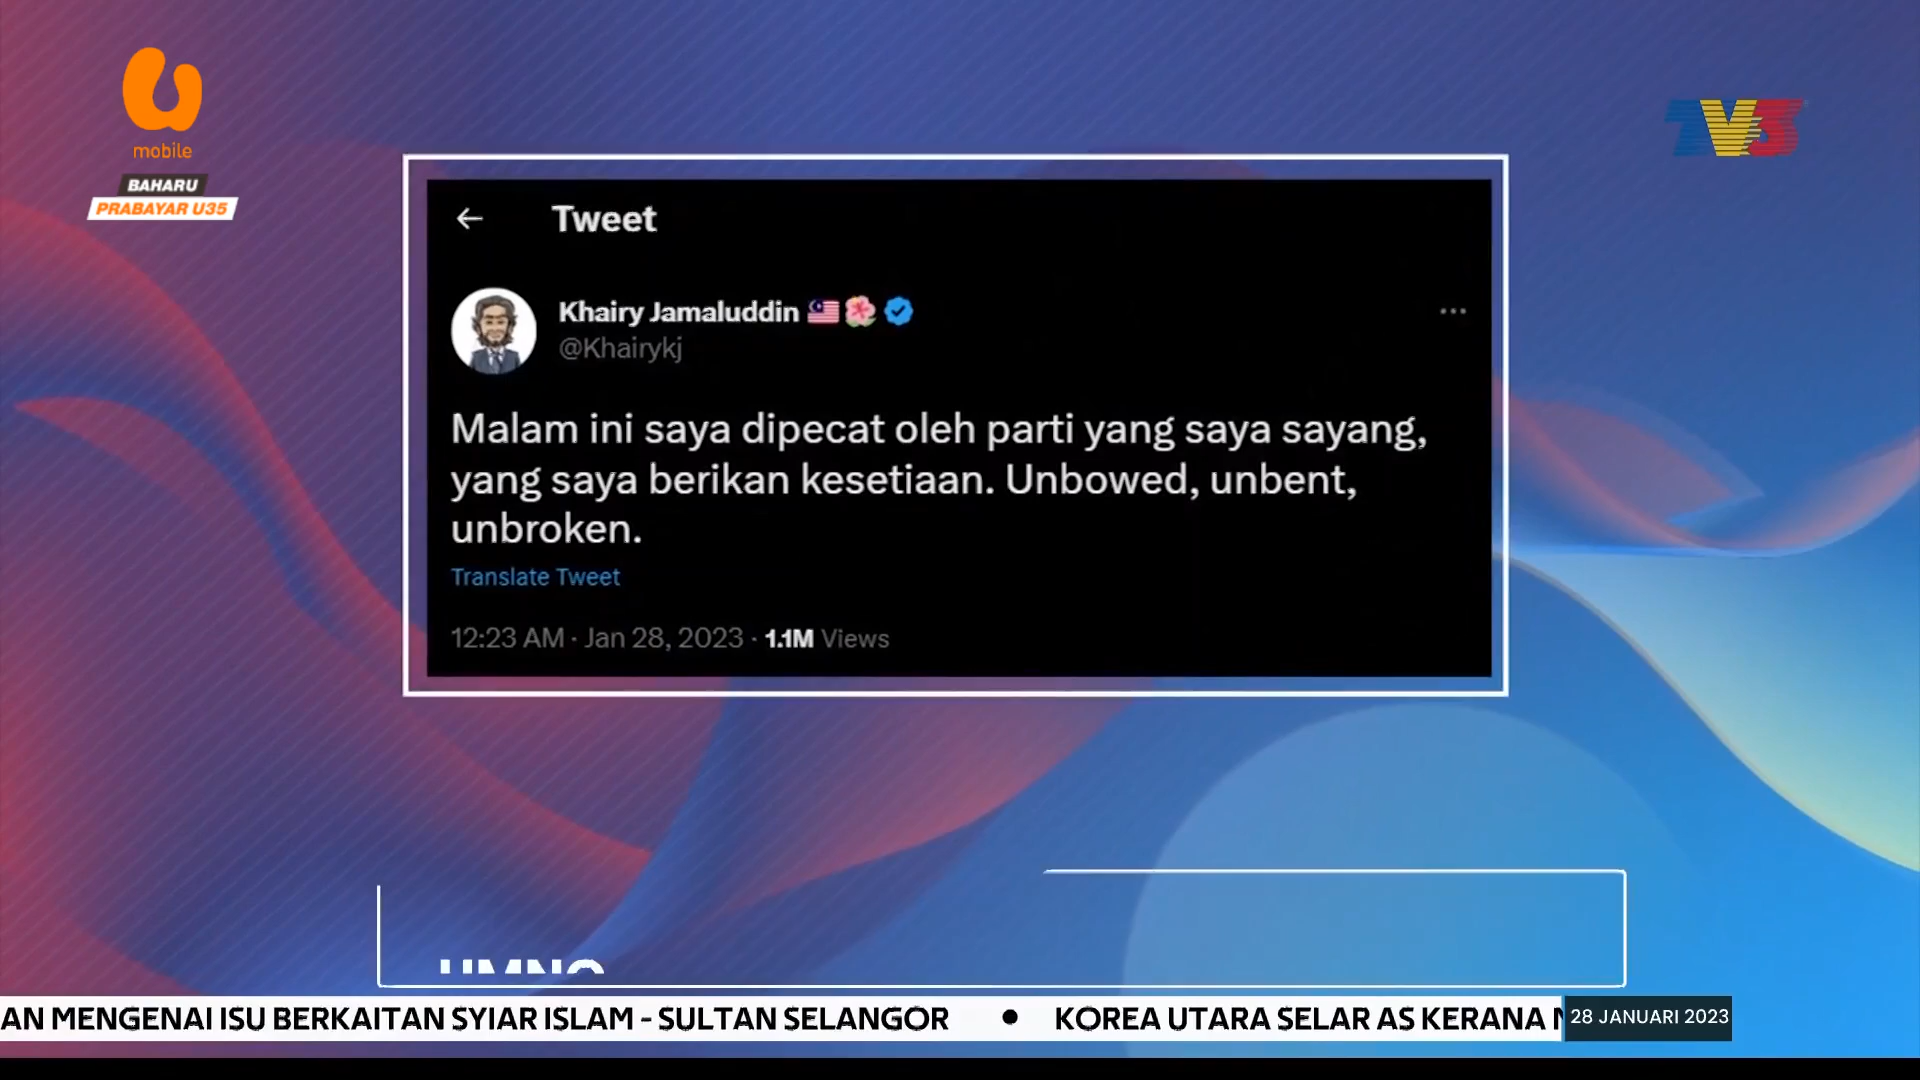 mobile
BAHARU
PRABAYAR U35
TV3
Tweet
Khairy Jamaluddin
@Khairykj
Malam ini saya dipecat oleh parti yang saya sayang,
yang saya berikan kesetiaan. Unbowed, unbent,
unbroken.
Translate Tweet
12:23 AM · Jan 28, 2023 · 1.1M Views
UMNO
AN MENGENAI ISU BERKAITAN SYIAR ISLAM - SULTAN SELANGOR • KOREA UTARA SELAR AS KERANA
28 JANUARI 2023